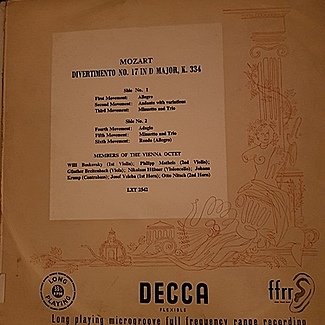 MOZART
DIVERTIMENTO NO. 17 IN D MAJOR, K. 334
Side No. 1
First Movement: Allegro
Second Movement: Andante with variations
Third Movement: Minuetto and Trio
Side No. 2
Fourth Movement: Adagio
Fifth Movement: Minuetto and Trio
Sixth Movement: Rondo (Allegro)
MEMBERS OF THE VIENNA OCTET
Willi Boskovsky (1st Violin); Philipp Matheis (2nd Violin);
Günther Breitenbach (Viola); Nikolaus Hübner (Violoncello); Johann
Krump (Contrabass); Josef Veleba (1st Horn); Otto Nitsch (2nd Horn)
LXT 2542
LONG PLAYING
33⅓ RPM
DECCA
FLEXIBLE
ffrr
Long playing microgroove full frequency range recording